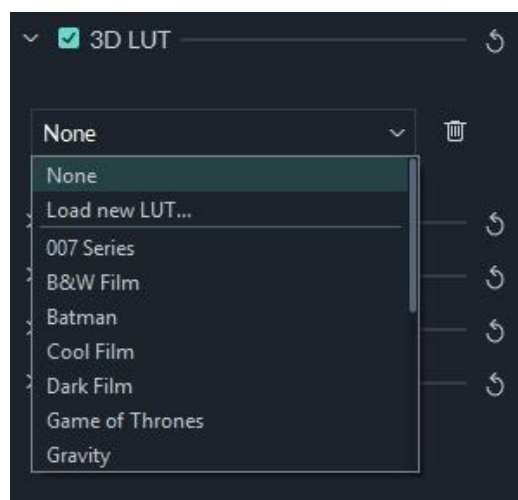 3D LUT
None
None
Load new LUT...
007 Series
B&W Film
Batman
Cool Film
Dark Film
Game of Thrones
Gravity